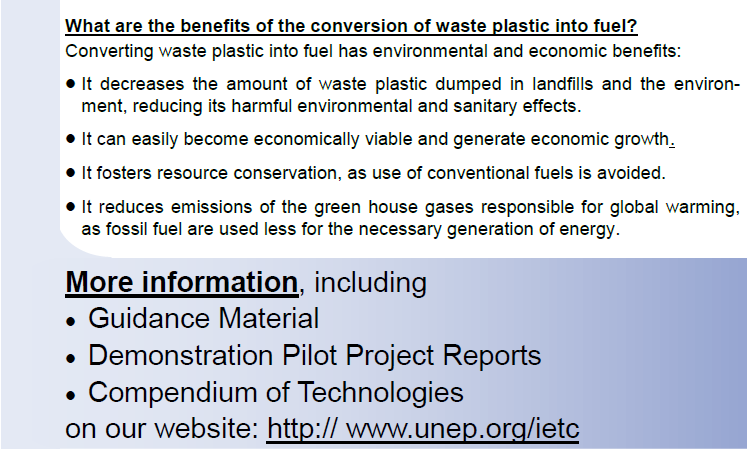 What are the benefits of the conversion of waste plastic into fuel?
Converting waste plastic into fuel has environmental and economic benefits:
● It decreases the amount of waste plastic dumped in landfills and the environ-
ment, reducing its harmful environmental and sanitary effects.
● It can easily become economically viable and generate economic growth.
● It fosters resource conservation, as use of conventional fuels is avoided.
● It reduces emissions of the green house gases responsible for global warming,
as fossil fuel are used less for the necessary generation of energy.
More information, including
• Guidance Material
• Demonstration Pilot Project Reports
• Compendium of Technologies
on our website: http:// www.unep.org/ietc